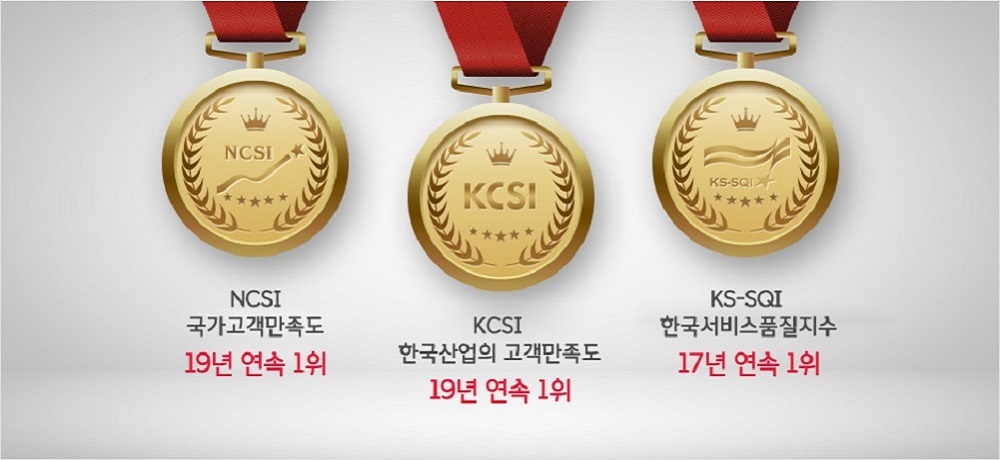 NCSI
NCSI
국가고객만족도
19년 연속 1위
KCSI
KCSI
한국산업의 고객만족도
19년 연속 1위
KS-SQI
KS-SQI
한국서비스품질지수
17년 연속 1위